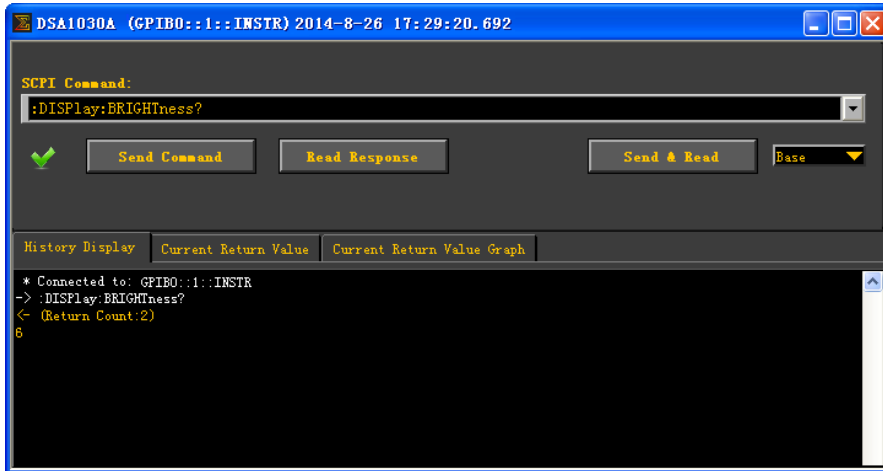 DSA1030A (GPIB0::1::INSTR) 2014-8-26 17:29:20.692
SCPI Command:
:DISPlay:BRIGHTness?
Send Command Read Response Send & Read Base
History Display Current Return Value Current Return Value Graph
* Connected to: GPIB0::1::INSTR
-> :DISPlay:BRIGHTness?
<- (Return Count:2)
6